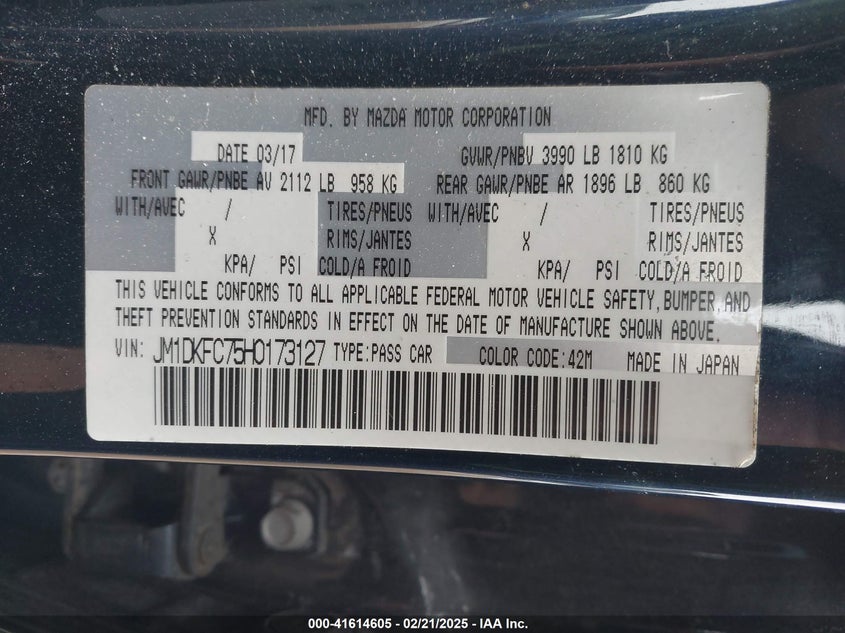 MFD. BY MAZDA MOTOR CORPORATION
DATE 03/17 GVWR/PNBV 3990 LB 1810 KG
FRONT GAWR/PNBE AV 2112 LB 958 KG REAR GAWR/PNBE AR 1896 LB 860 KG
WITH/AVEC / TIRES/PNEUS WITH/AVEC / TIRES/PNEUS
X RIMS/JANTES X RIMS/JANTES
KPA/ PSI COLD/A FROID KPA/ PSI COLD/A FROID
THIS VEHICLE CONFORMS TO ALL APPLICABLE FEDERAL MOTOR VEHICLE SAFETY, BUMPER, AND
THEFT PREVENTION STANDARDS IN EFFECT ON THE DATE OF MANUFACTURE SHOWN ABOVE.
VIN: JM1DKFC75H0173127 TYPE:PASS CAR COLOR CODE:42M MADE IN JAPAN
000-41614605 - 02/21/2025 - IAA Inc.